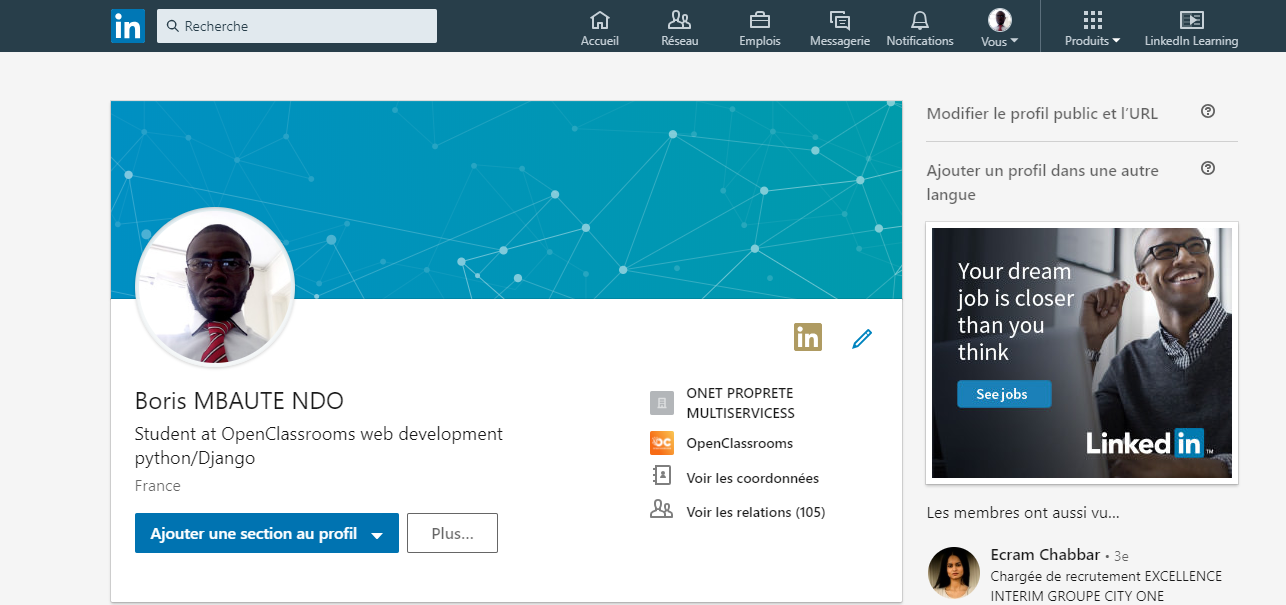 in
Recherche
Accueil
Réseau
Emplois
Messagerie
Notifications
Vous
Produits
LinkedIn Learning
Modifier le profil public et l'URL
?
Ajouter un profil dans une autre
langue
?
Your dream
job is closer
than you
think
See jobs
Linked in ™
in
Boris MBAUTE NDO
Student at OpenClassrooms web development
python/Django
France
Ajouter une section au profil
Plus...
ONET PROPRETE
MULTISERVICESS
oc
OpenClassrooms
Voir les coordonnées
Voir les relations (105)
Les membres ont aussi vu...
Ecram Chabbar • 3e
Chargée de recrutement EXCELLENCE
INTERIM GROUPE CITY ONE